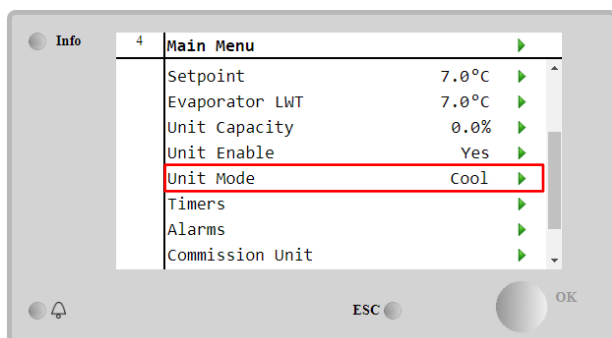 Info
4 Main Menu
Setpoint 7.0°C
Evaporator LWT 7.0°C
Unit Capacity 0.0%
Unit Enable Yes
Unit Mode Cool
Timers
Alarms
Commission Unit
ESC OK